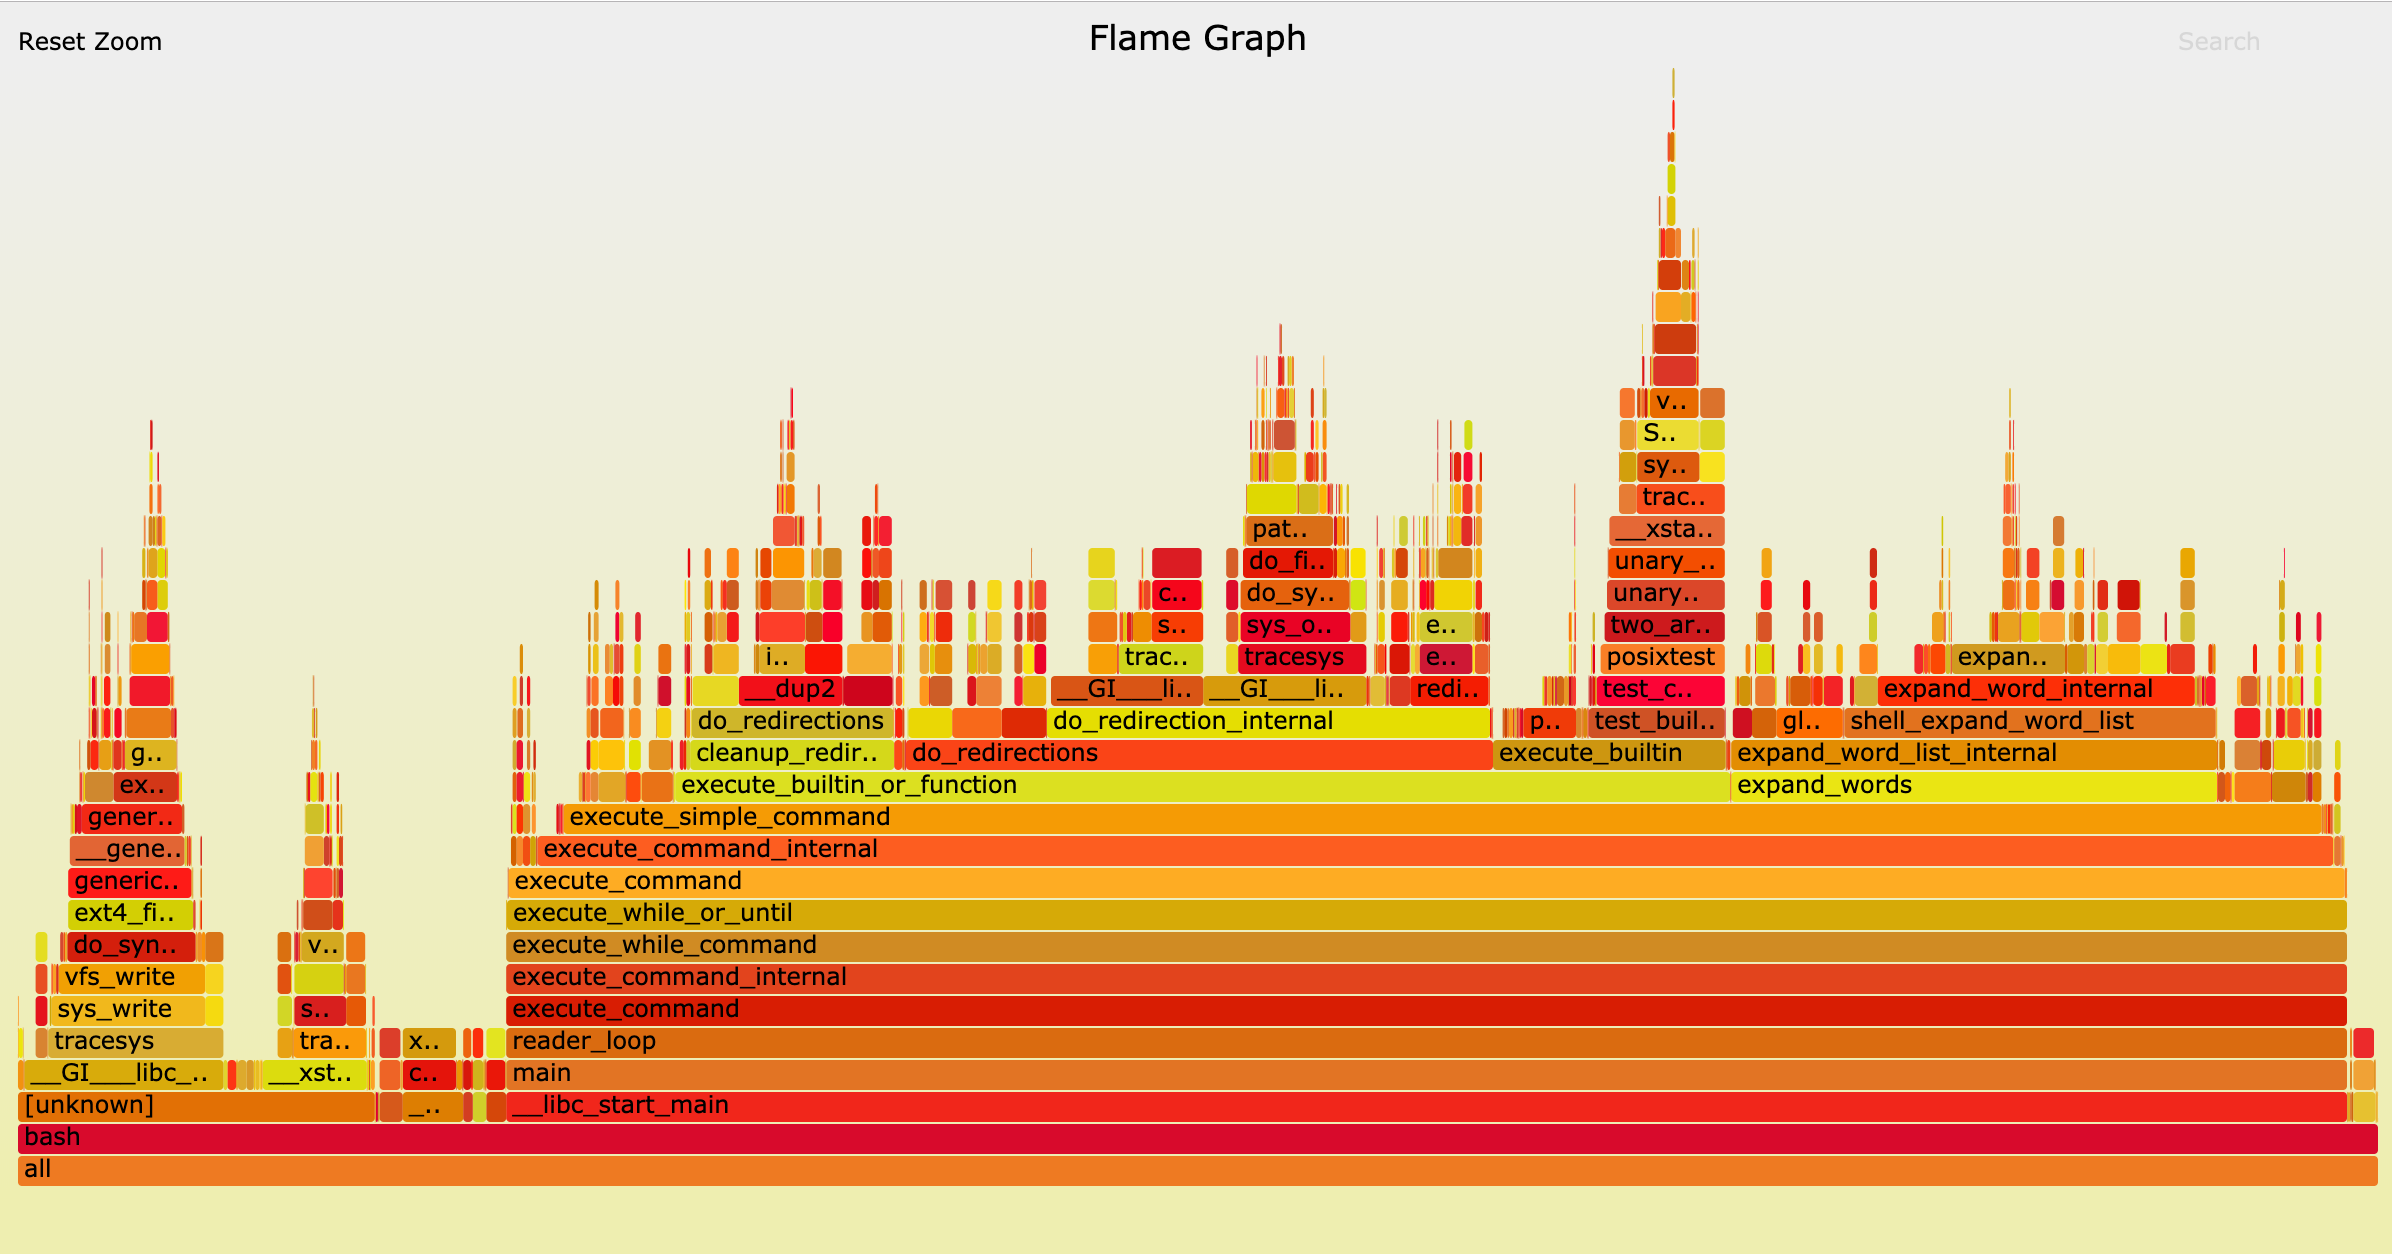 Reset Zoom Flame Graph Search
v..
S..
sy..
trac..
pat.. __xsta..
do_fi.. unary_..
c.. do_sy.. unary..
s.. sys_o.. e.. two_ar..
i.. trac.. tracesys e.. posixtest expan..
__dup2 __GI___li.. __GI___li.. redi.. test_c.. expand_word_internal
do_redirections do_redirection_internal p.. test_buil.. gl.. shell_expand_word_list
g.. cleanup_redir.. do_redirections execute_builtin expand_word_list_internal
ex.. execute_builtin_or_function expand_words
gener.. execute_simple_command
__gene.. execute_command_internal
generic.. execute_command
ext4_fi.. execute_while_or_until
do_syn.. v.. execute_while_command
vfs_write execute_command_internal
sys_write s.. execute_command
tracesys tra.. x.. reader_loop
__GI___libc_.. __xst.. c.. main
[unknown] _.. __libc_start_main
bash
all